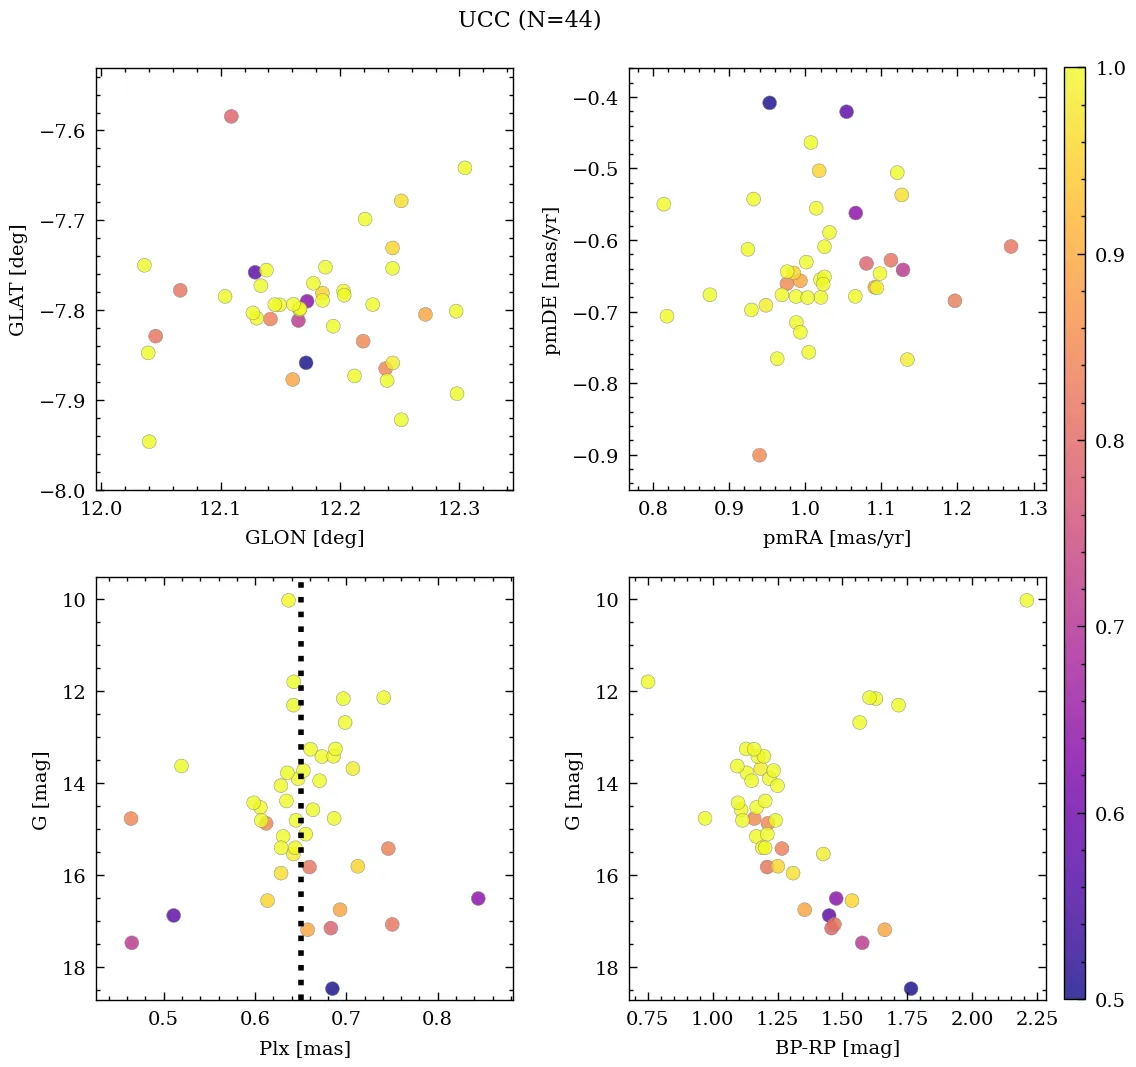 UCC (N=44)
−7.6
−7.7
−7.8
−7.9
−8.0
GLAT [deg]
12.0 12.1 12.2 12.3
GLON [deg]
−0.4
−0.5
−0.6
−0.7
−0.8
−0.9
pmDE [mas/yr]
0.8 0.9 1.0 1.1 1.2 1.3
pmRA [mas/yr]
10
12
14
16
18
G [mag]
0.5 0.6 0.7 0.8
Plx [mas]
10
12
14
16
18
G [mag]
0.75 1.00 1.25 1.50 1.75 2.00 2.25
BP-RP [mag]
1.0
0.9
0.8
0.7
0.6
0.5